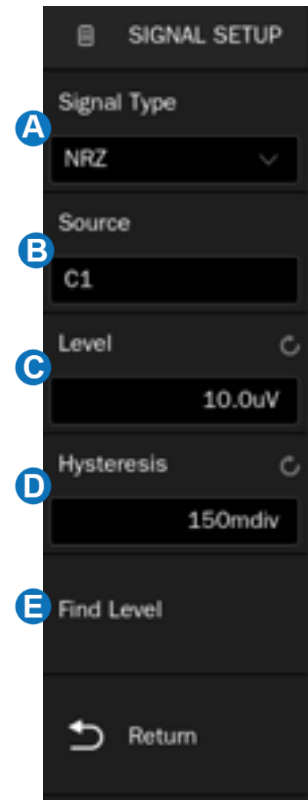 SIGNAL SETUP
Signal Type
A
NRZ
Source
B
C1
Level
C
10.0uV
Hysteresis
D
150mdiv
E
Find Level
Return